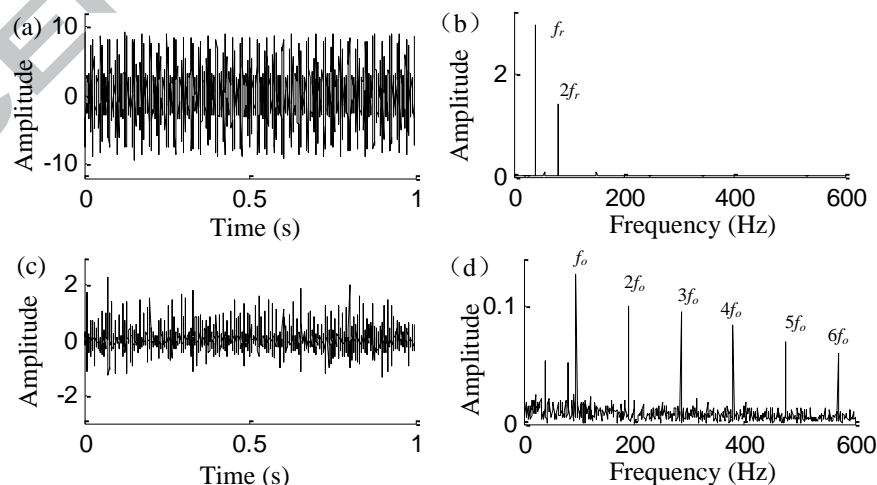 (a)
10
0
-10
Amplitude
0
0.5
1
Time (s)
(b)
fr
2fr
2
0
Amplitude
0
200
400
600
Frequency (Hz)
(c)
2
0
-2
Amplitude
0
0.5
1
Time (s)
(d)
fo
2fo
3fo
4fo
5fo
6fo
0.1
0
Amplitude
0
200
400
600
Frequency (Hz)